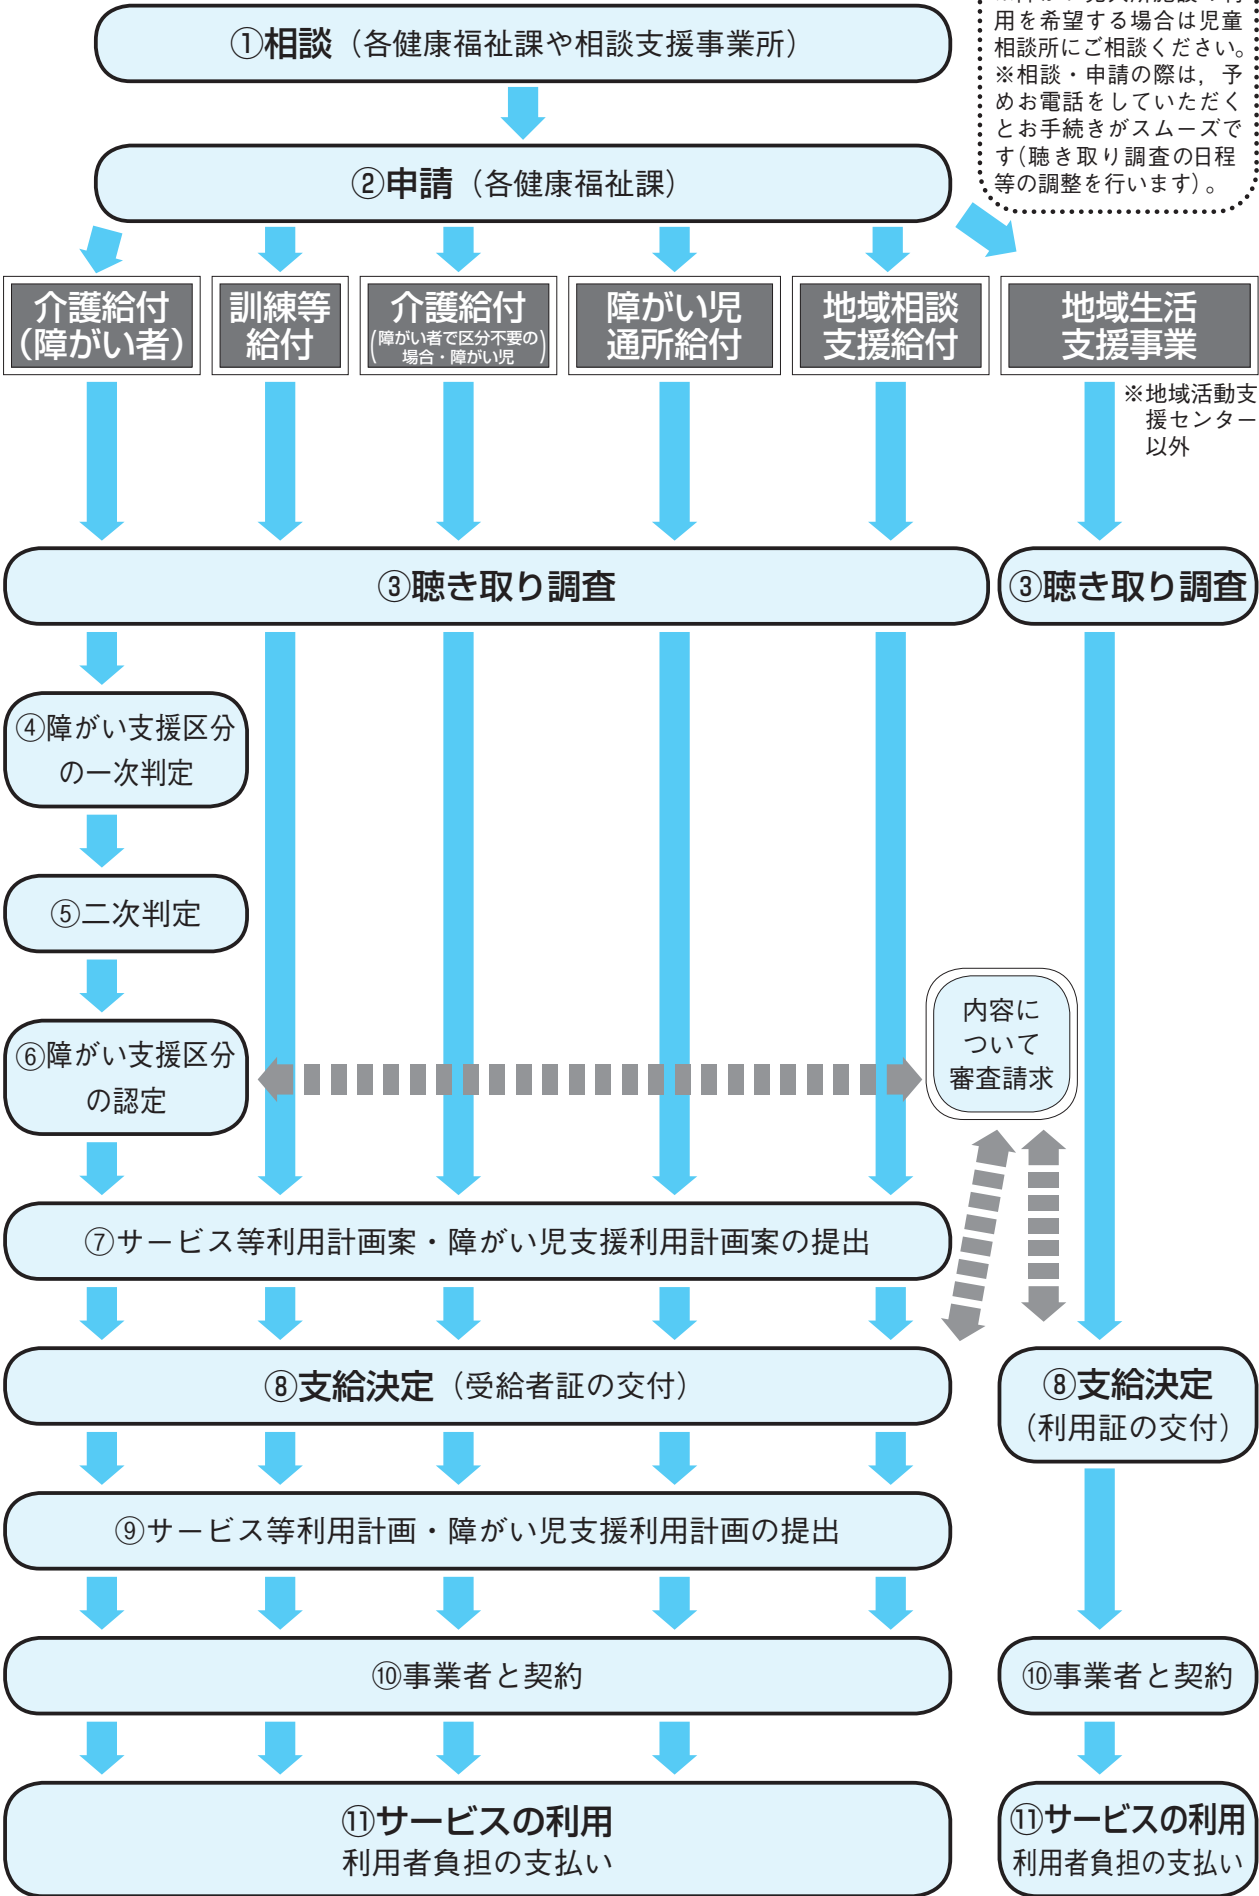 ①相談（各健康福祉課や相談支援事業所）
用を希望する場合は児童
相談所にご相談ください。
※相談・申請の際は，予
めお電話をしていただく
とお手続きがスムーズで
す（聴き取り調査の日程
等の調整を行います）。
②申請（各健康福祉課）
介護給付
（障がい者）
訓練等
給付
介護給付
（障がい者で区分不要の
場合・障がい児）
障がい児
通所給付
地域相談
支援給付
地域生活
支援事業
※地域活動支
援センター
以外
③聴き取り調査
③聴き取り調査
④障がい支援区分
の一次判定
⑤二次判定
⑥障がい支援区分
の認定
内容に
ついて
審査請求
⑦サービス等利用計画案・障がい児支援利用計画案の提出
⑧支給決定（受給者証の交付）
⑧支給決定
（利用証の交付）
⑨サービス等利用計画・障がい児支援利用計画の提出
⑩事業者と契約
⑩事業者と契約
⑪サービスの利用
利用者負担の支払い
⑪サービスの利用
利用者負担の支払い